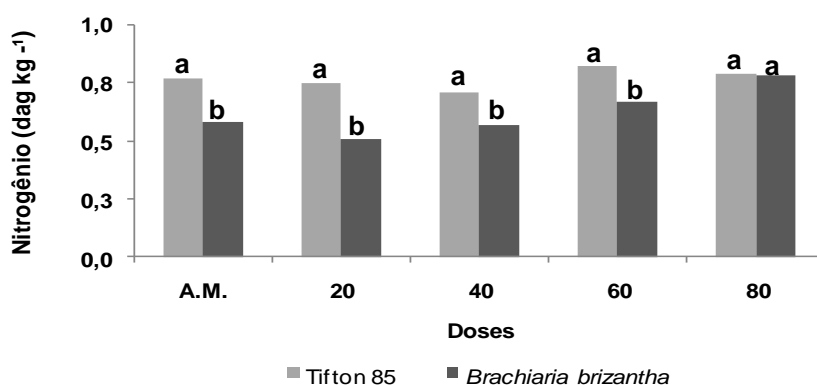 Nitrogênio (dag kg -1)
1,0
0,8
0,5
0,3
0,0
a b
a b
a b
a b
a a
A.M. 20 40 60 80
Doses
Tifton 85 Brachiaria brizantha